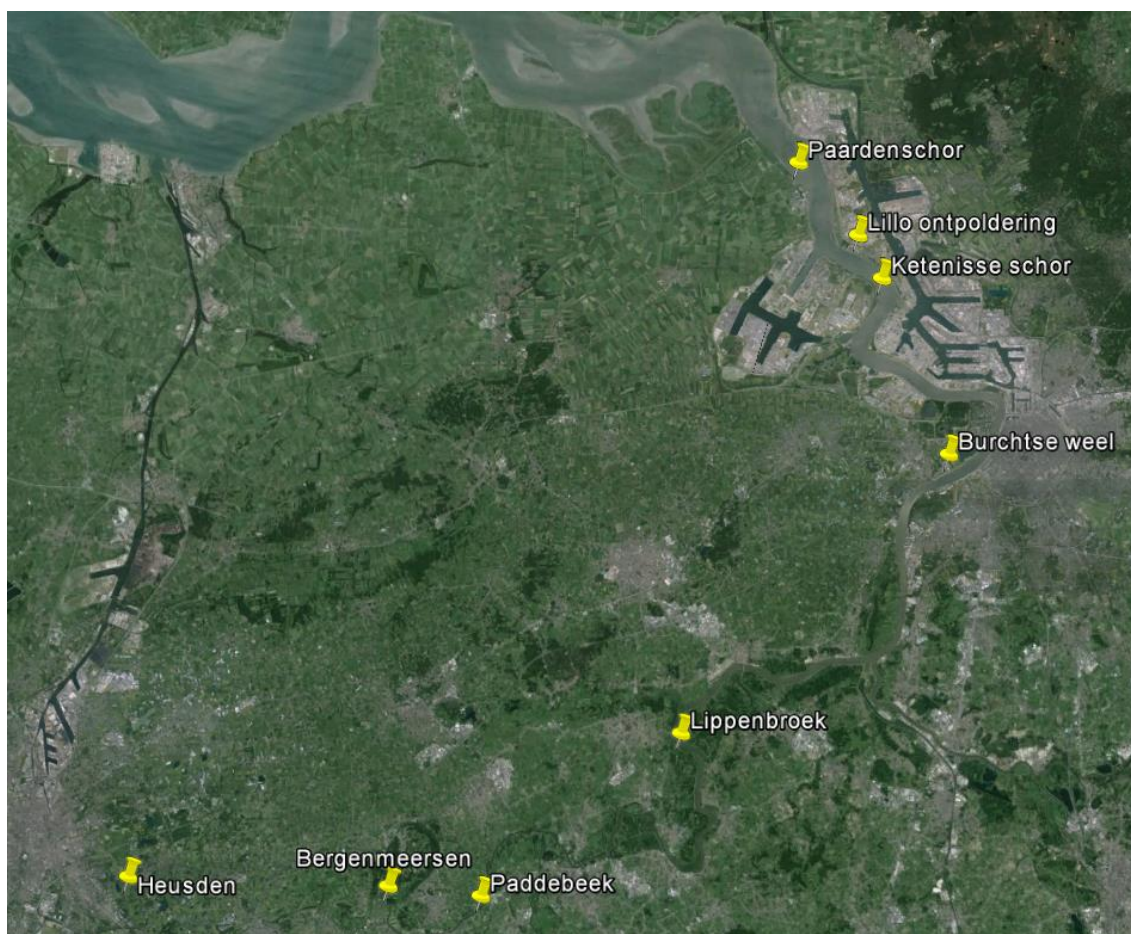 Paardenschor
Lillo ontpoldering
Ketenisse schor
Burchtse weel
Lippenbroek
Bergenmeersen
Heusden
Paddebeek